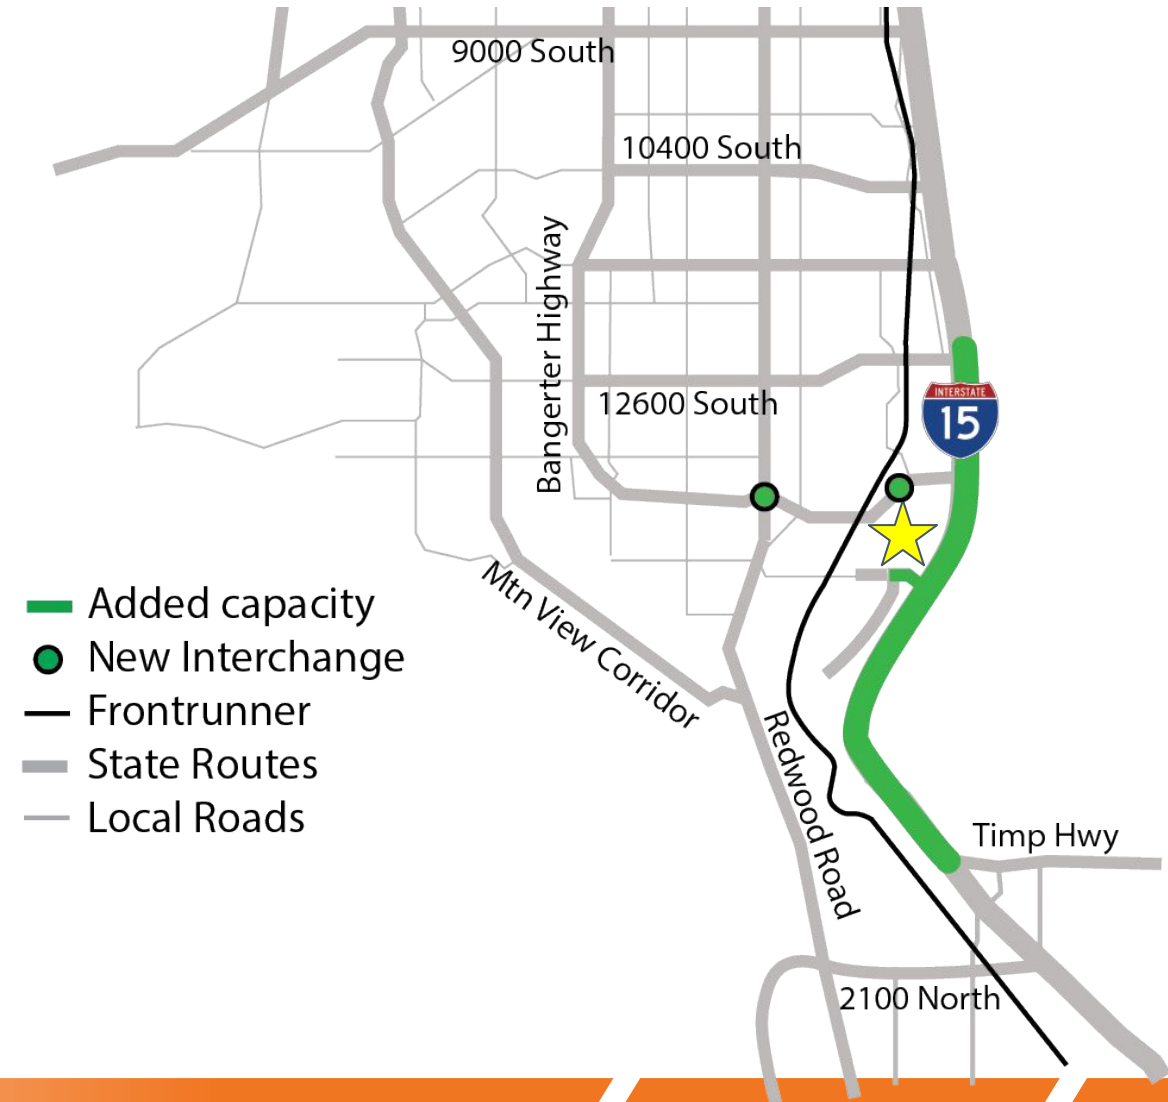 9000 South
10400 South
Bangerter Highway
12600 South
INTERSTATE
15
Mtn View Corridor
Added capacity
New Interchange
Frontrunner
State Routes
Local Roads
Redwood Road
Timp Hwy
2100 North